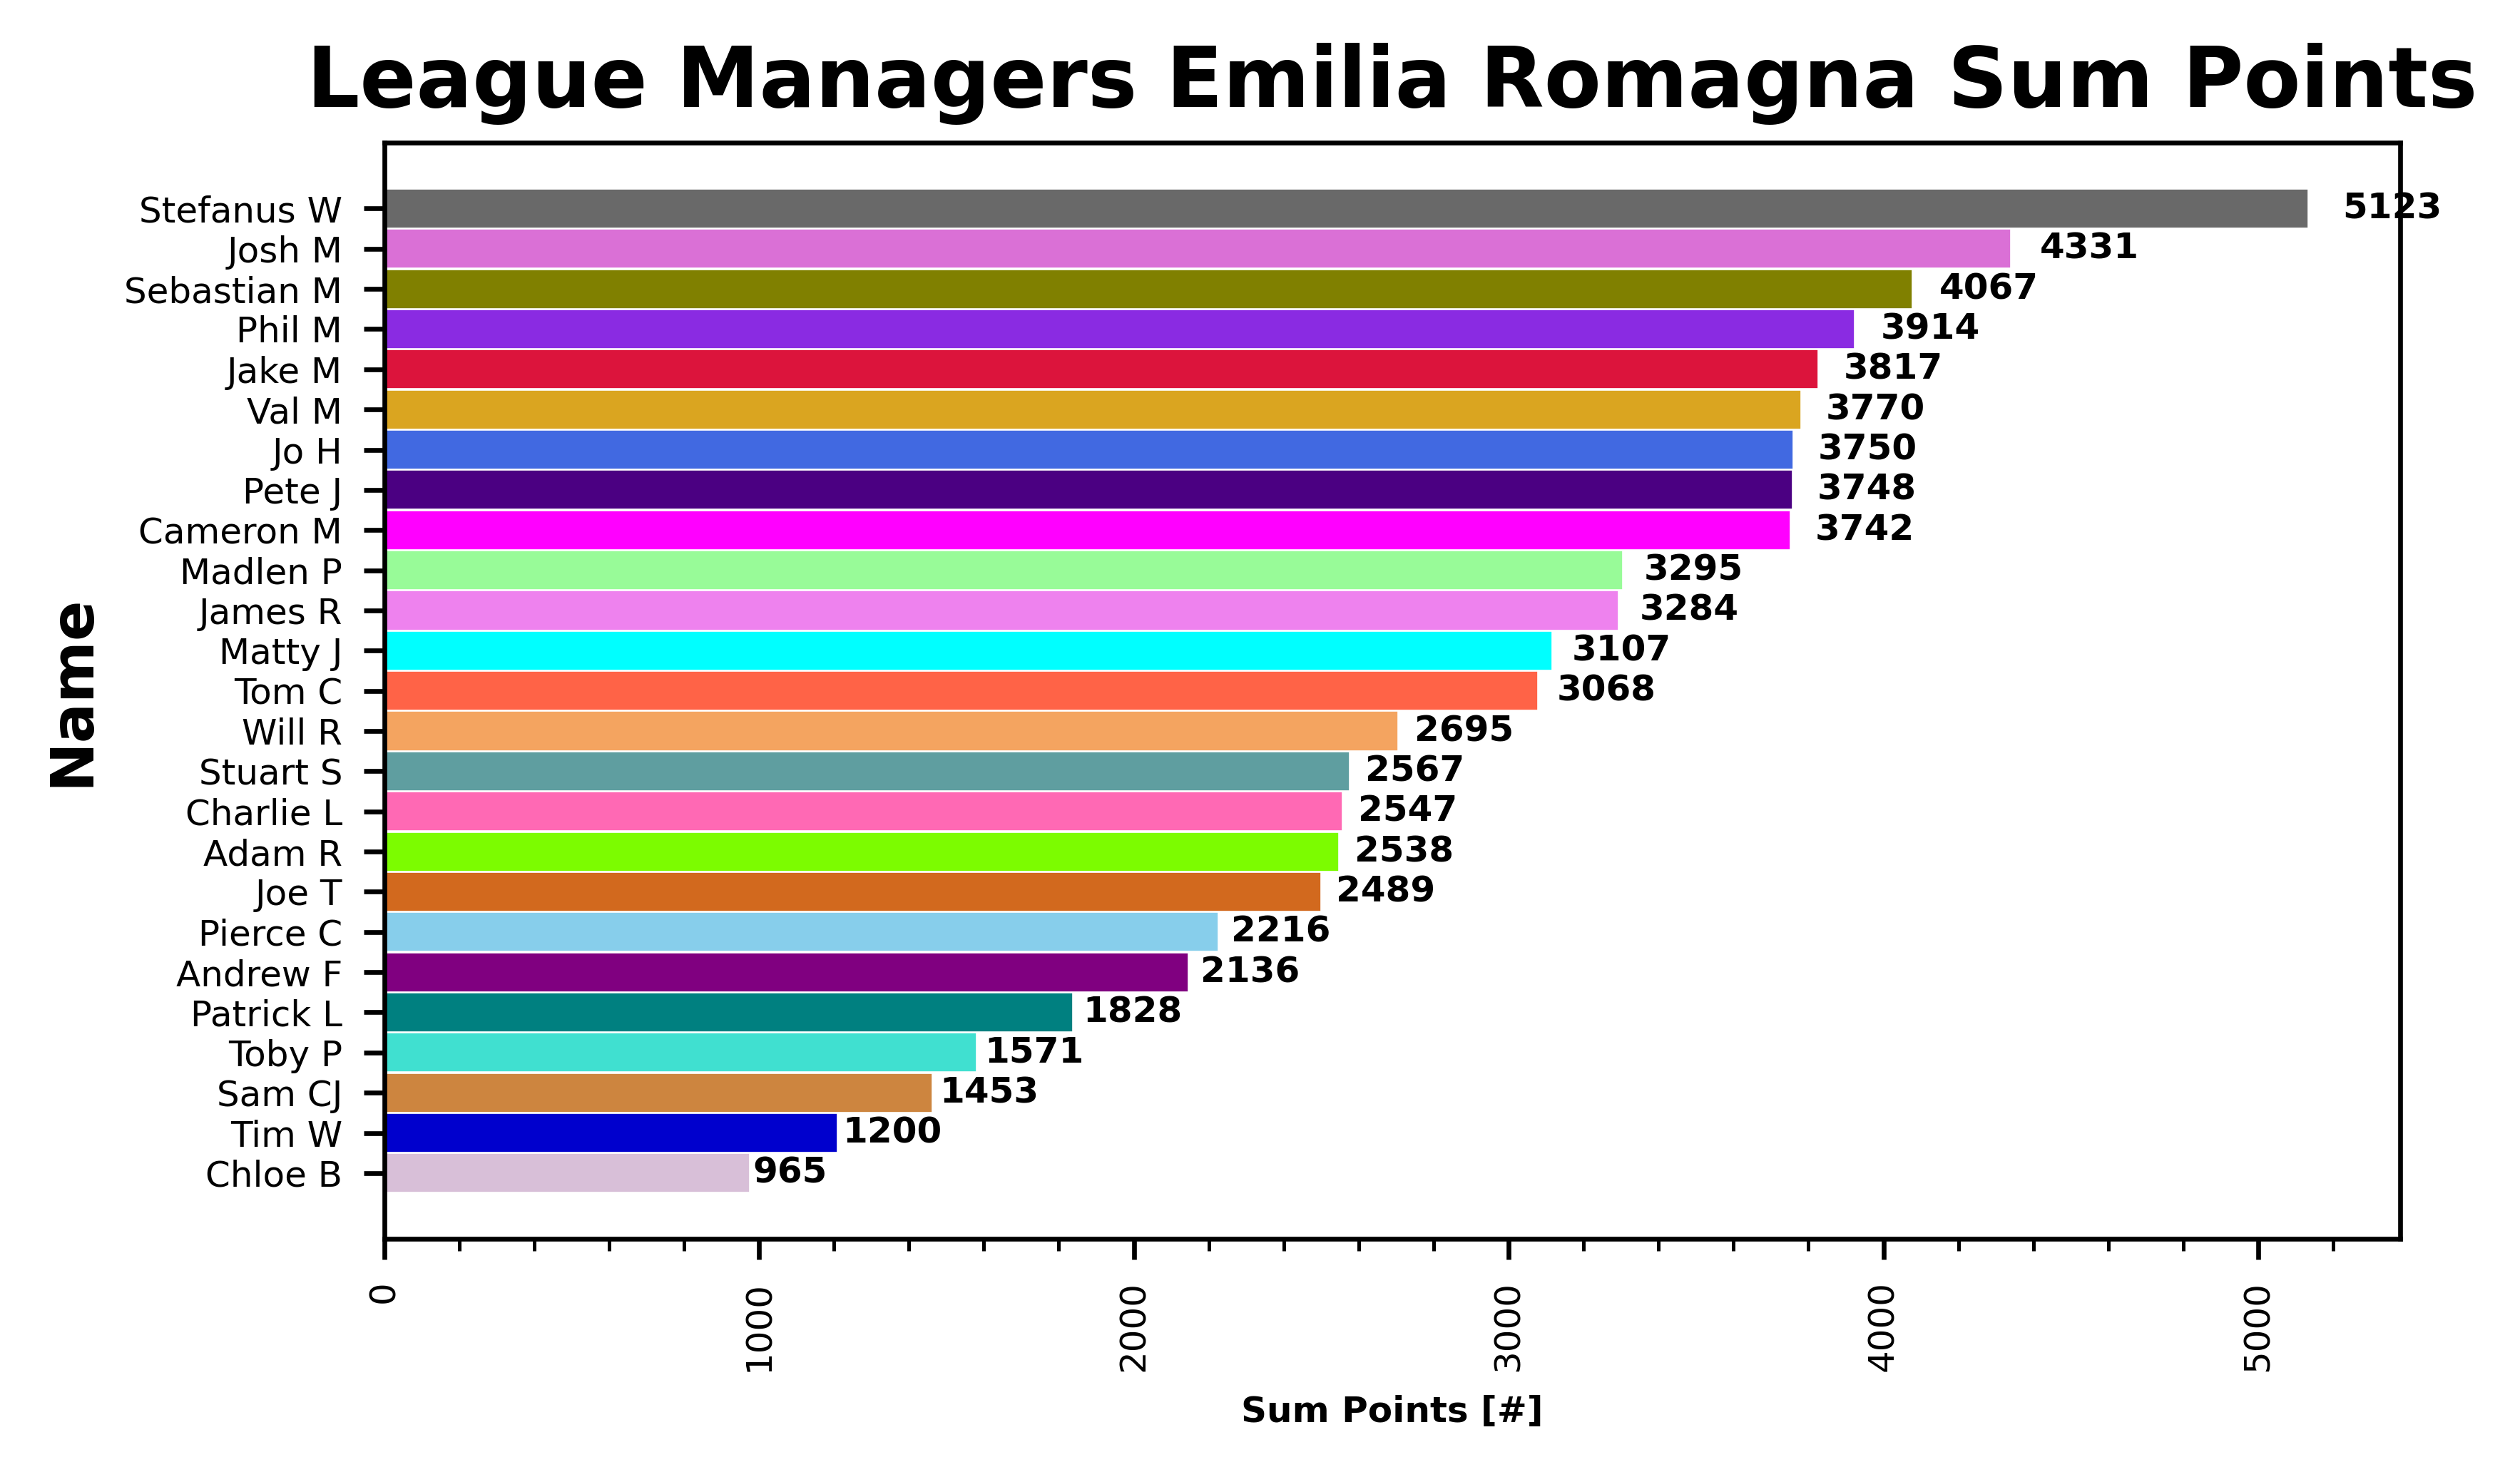 League Managers Emilia Romagna Sum Points
Name
Stefanus W 5123
Josh M 4331
Sebastian M 4067
Phil M 3914
Jake M 3817
Val M 3770
Jo H 3750
Pete J 3748
Cameron M 3742
Madlen P 3295
James R 3284
Matty J 3107
Tom C 3068
Will R 2695
Stuart S 2567
Charlie L 2547
Adam R 2538
Joe T 2489
Pierce C 2216
Andrew F 2136
Patrick L 1828
Toby P 1571
Sam CJ 1453
Tim W 1200
Chloe B 965
0 1000 2000 3000 4000 5000
Sum Points [#]